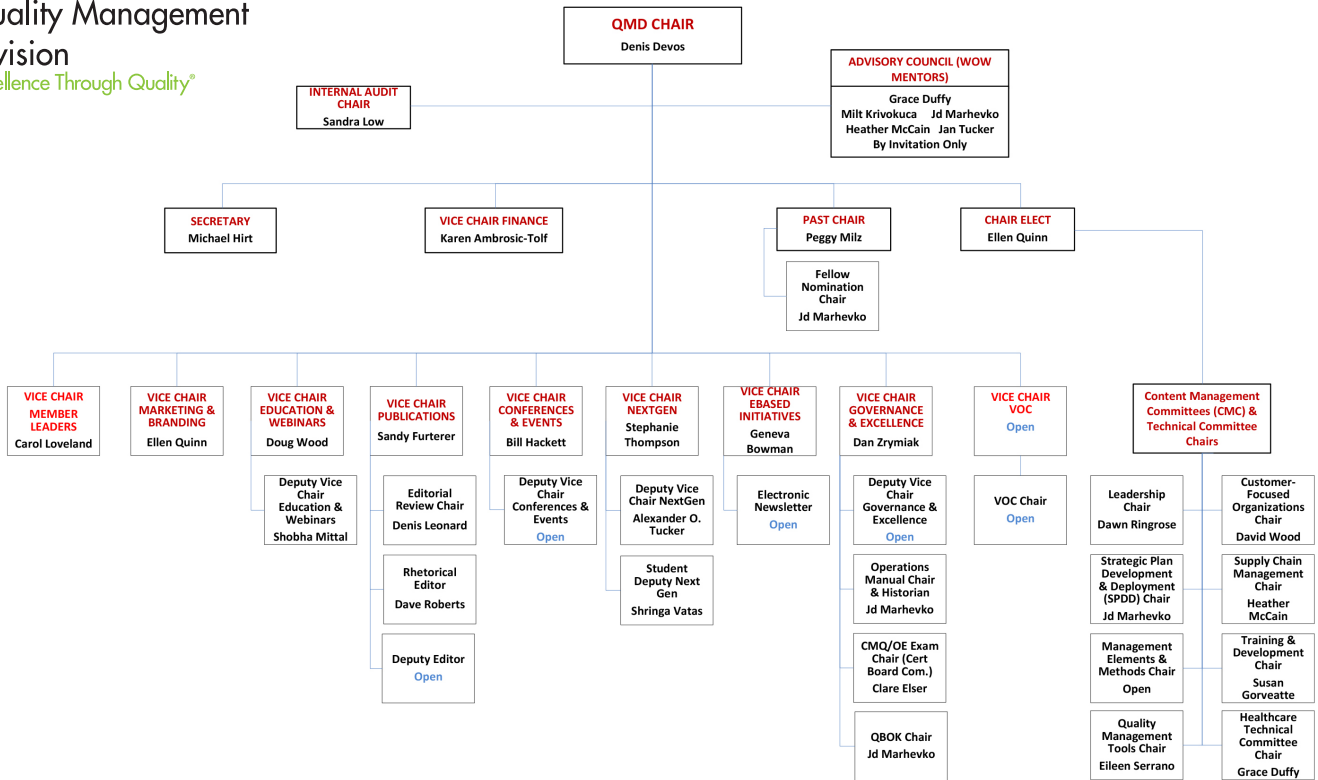 uality Management
vision
ellence Through Quality®
QMD CHAIR
Denis Devos
INTERNAL AUDIT
CHAIR
Sandra Low
ADVISORY COUNCIL (WOW
MENTORS)
Grace Duffy
Milt Krivokuca Jd Marhevko
Heather McCain Jan Tucker
By Invitation Only
SECRETARY
Michael Hirt
VICE CHAIR FINANCE
Karen Ambrosic-Tolf
PAST CHAIR
Peggy Milz
CHAIR ELECT
Ellen Quinn
Fellow
Nomination
Chair
Jd Marhevko
VICE CHAIR
MEMBER
LEADERS
Carol Loveland
VICE CHAIR
MARKETING &
BRANDING
Ellen Quinn
VICE CHAIR
EDUCATION &
WEBINARS
Doug Wood
VICE CHAIR
PUBLICATIONS
Sandy Furterer
VICE CHAIR
CONFERENCES
& EVENTS
Bill Hackett
VICE CHAIR
NEXTGEN
Stephanie
Thompson
VICE CHAIR
EBASED
INITIATIVES
Geneva
Bowman
VICE CHAIR
GOVERNANCE
& EXCELLENCE
Dan Zrymiak
VICE CHAIR
VOC
Open
Content Management
Committees (CMC) &
Technical Committee
Chairs
Deputy Vice
Chair
Education &
Webinars
Shobha Mittal
Editorial
Review Chair
Denis Leonard
Deputy Vice
Chair
Conferences &
Events
Open
Deputy Vice
Chair NextGen
Alexander O.
Tucker
Electronic
Newsletter
Open
Deputy Vice
Chair
Governance &
Excellence
Open
VOC Chair
Open
Leadership
Chair
Dawn Ringrose
Customer-
Focused
Organizations
Chair
David Wood
Rhetorical
Editor
Dave Roberts
Student
Deputy Next
Gen
Shringa Vatas
Operations
Manual Chair
& Historian
Jd Marhevko
Strategic Plan
Development
& Deployment
(SPDD) Chair
Jd Marhevko
Supply Chain
Management
Chair
Heather
McCain
Deputy Editor
Open
CMQ/OE Exam
Chair (Cert
Board Com.)
Clare Elser
Management
Elements &
Methods Chair
Open
Training &
Development
Chair
Susan
Gorveatte
QBOK Chair
Jd Marhevko
Quality
Management
Tools Chair
Eileen Serrano
Healthcare
Technical
Committee
Chair
Grace Duffy